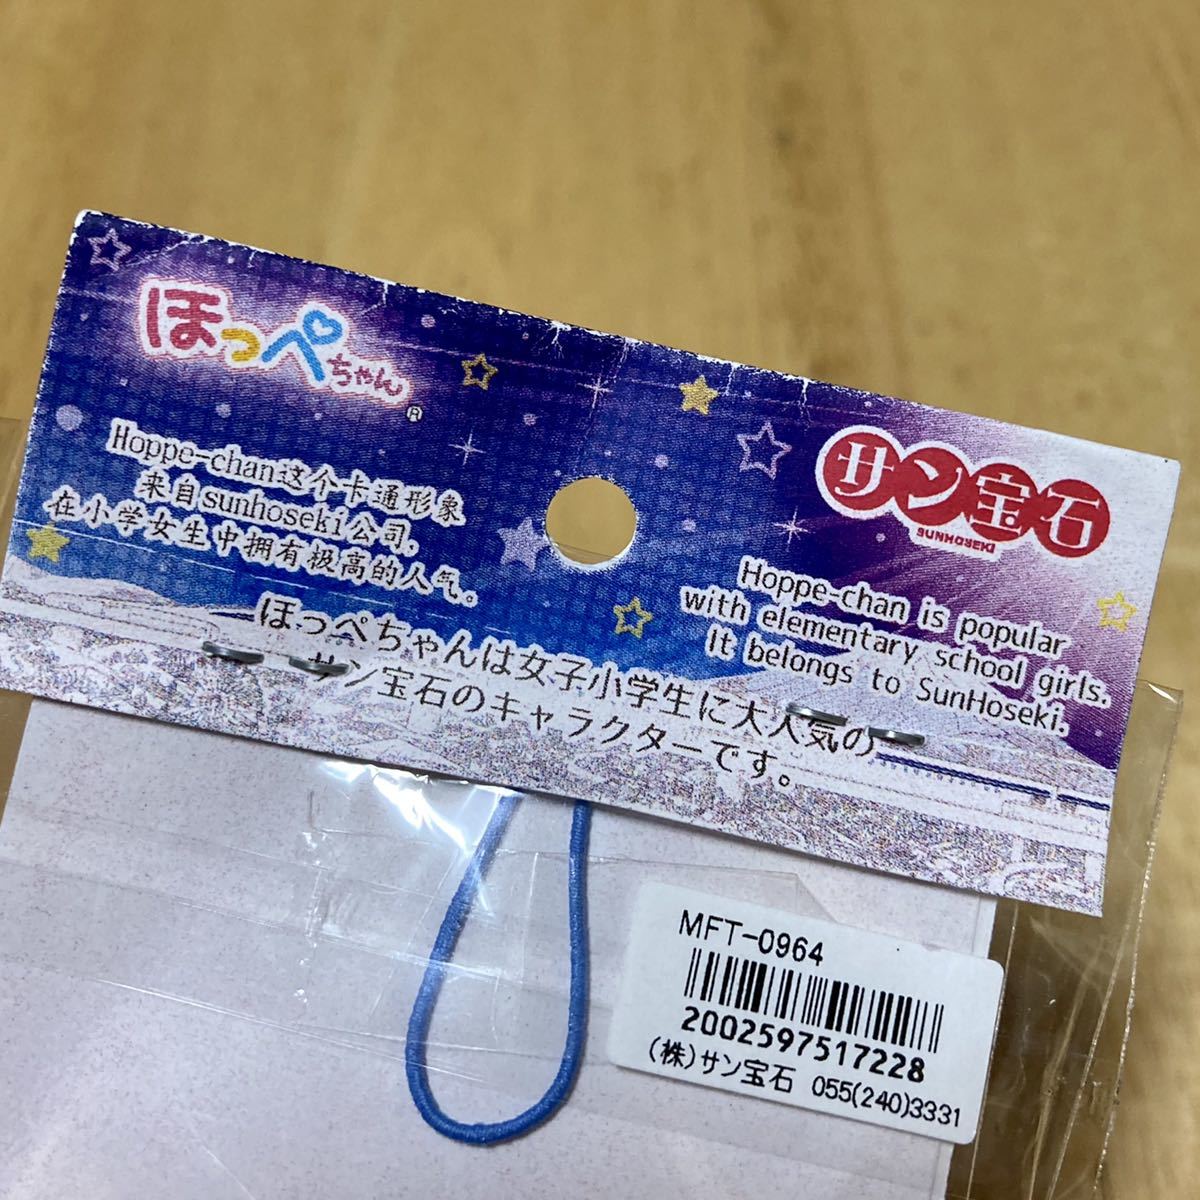 ほっぺちゃん®
Hoppe-chan这个卡通形象
来自sunhoseki公司,
在小学女生中拥有极高的人气。
サン宝石
SUNHOSEKI
Hoppe-chan is popular
with elementary school girls.
It belongs to SunHoseki.
ほっぺちゃんは女子小学生に大人気の
サン宝石のキャラクターです。
MFT-0964
2002597517228
(株)サン宝石 055(240)3331